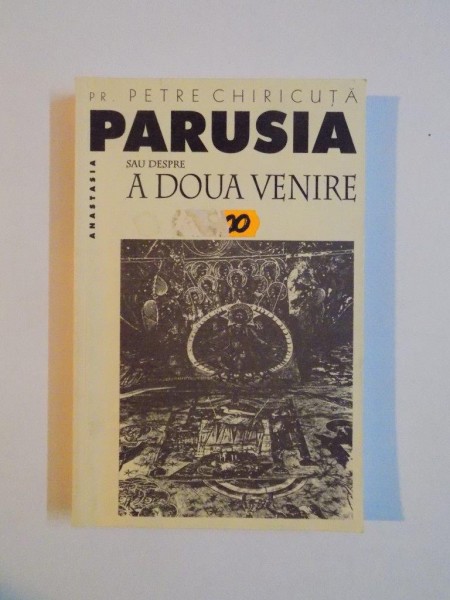 PR. PETRE CHIRICUȚĂ
PARUSIA
SAU DESPRE
A DOUA VENIRE
ANASTASIA